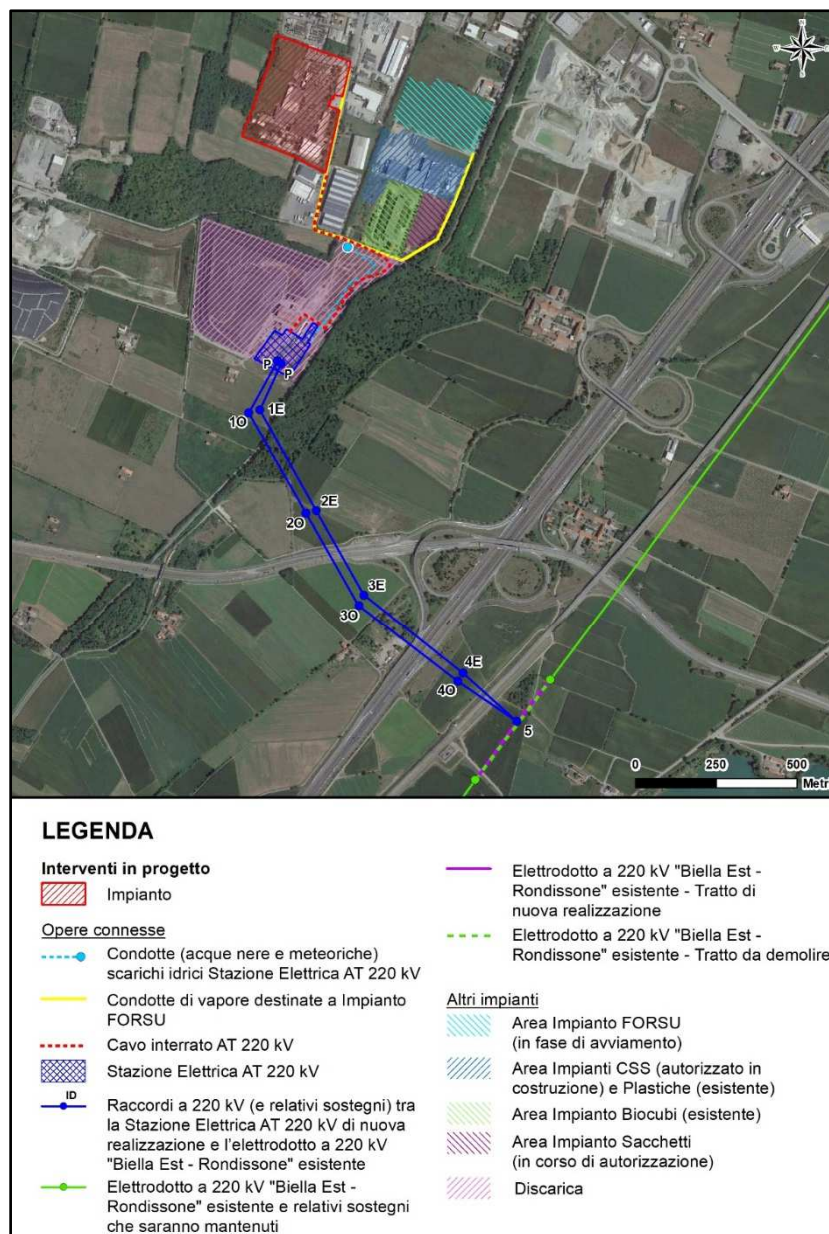 P
P
1O
1E
2E
2O
3E
3O
4E
4O
5
0
250
500
Metri
LEGENDA
Interventi in progetto
Impianto
Opere connesse
Condotte (acque nere e meteoriche)
scarichi idrici Stazione Elettrica AT 220 kV
Condotte di vapore destinate a Impianto
FORSU
Cavo interrato AT 220 kV
Stazione Elettrica AT 220 kV
ID
Raccordi a 220 kV (e relativi sostegni) tra
la Stazione Elettrica AT 220 kV di nuova
realizzazione e l'elettrodotto a 220 kV
"Biella Est - Rondissone" esistente
Elettrodotto a 220 kV "Biella Est -
Rondissone" esistente e relativi sostegni
che saranno mantenuti
Elettrodotto a 220 kV "Biella Est -
Rondissone" esistente - Tratto di
nuova realizzazione
Elettrodotto a 220 kV "Biella Est -
Rondissone" esistente - Tratto da demolire
Altri impianti
Area Impianto FORSU
(in fase di avviamento)
Area Impianti CSS (autorizzato in
costruzione) e Plastiche (esistente)
Area Impianto Biocubi (esistente)
Area Impianto Sacchetti
(in corso di autorizzazione)
Discarica